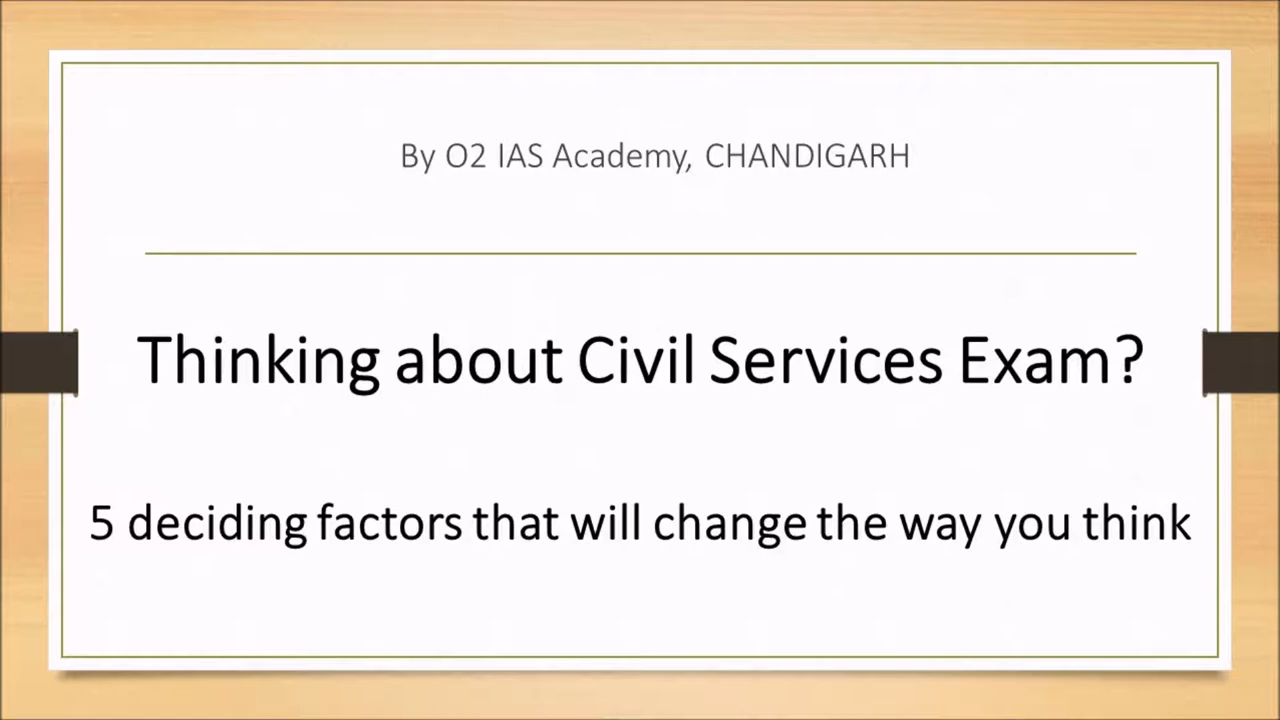 By O2 IAS Academy, CHANDIGARH
Thinking about Civil Services Exam?
5 deciding factors that will change the way you think